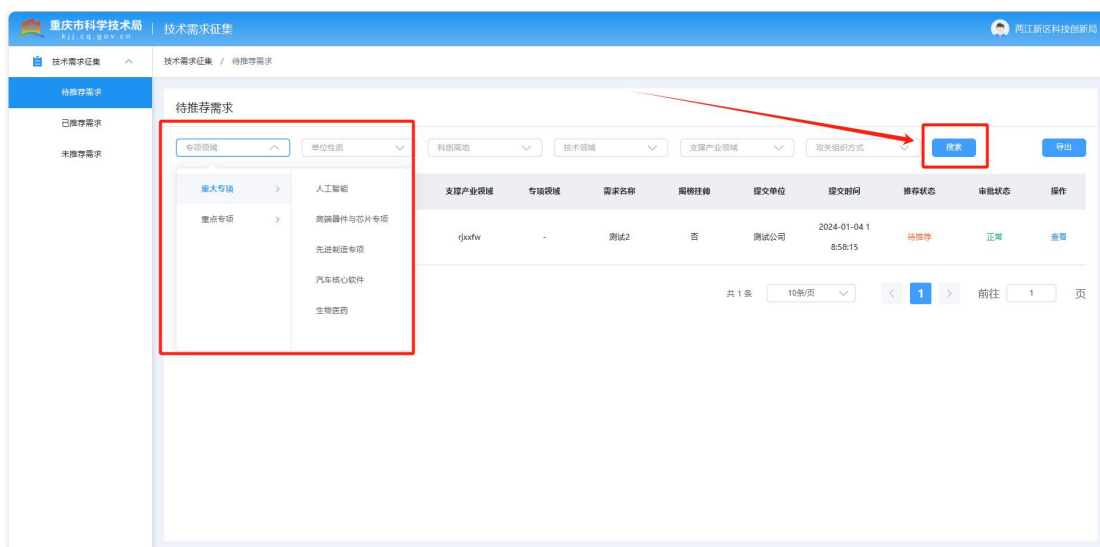 重庆市科学技术局
kjj.cq.gov.cn
技术需求征集
两江新区科技创新局
技术需求征集
待推荐需求
已推荐需求
未推荐需求
技术需求征集 / 待推荐需求
待推荐需求
专项领域 单位性质 科创高地 技术领域 支撑产业领域 攻关组织方式 搜索 导出
重大专项 >
重点专项 >
人工智能
高端器件与芯片专项
先进制造专项
汽车核心软件
生物医药
支撑产业领域 专项领域 需求名称 揭榜挂帅 提交单位 提交时间 推荐状态 审批状态 操作
rjxxfw - 测试2 否 测试公司 2024-01-04 1
8:58:15 待推荐 正常 查看
共 1 条 10条/页 < 1 > 前往 1 页